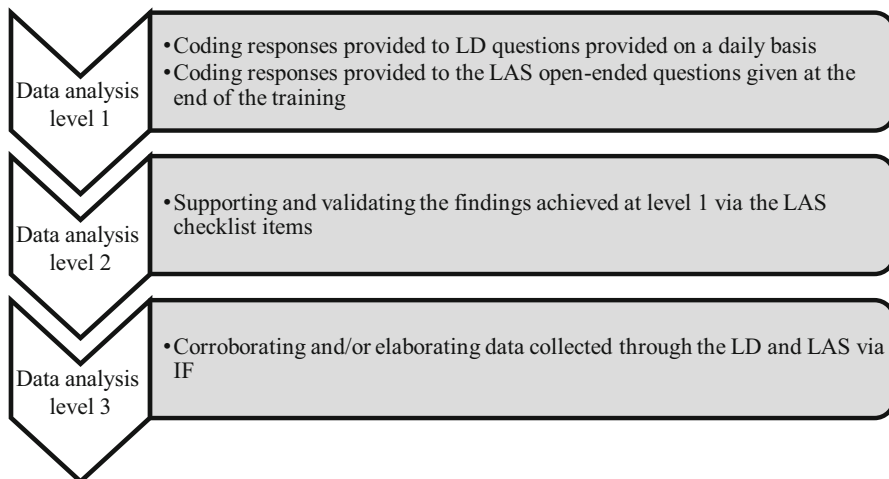 Data analysis
level 1
•Coding responses provided to LD questions provided on a daily basis
•Coding responses provided to the LAS open-ended questions given at the
end of the training
Data analysis
level 2
•Supporting and validating the findings achieved at level 1 via the LAS
checklist items
Data analysis
level 3
•Corroborating and/or elaborating data collected through the LD and LAS via
IF